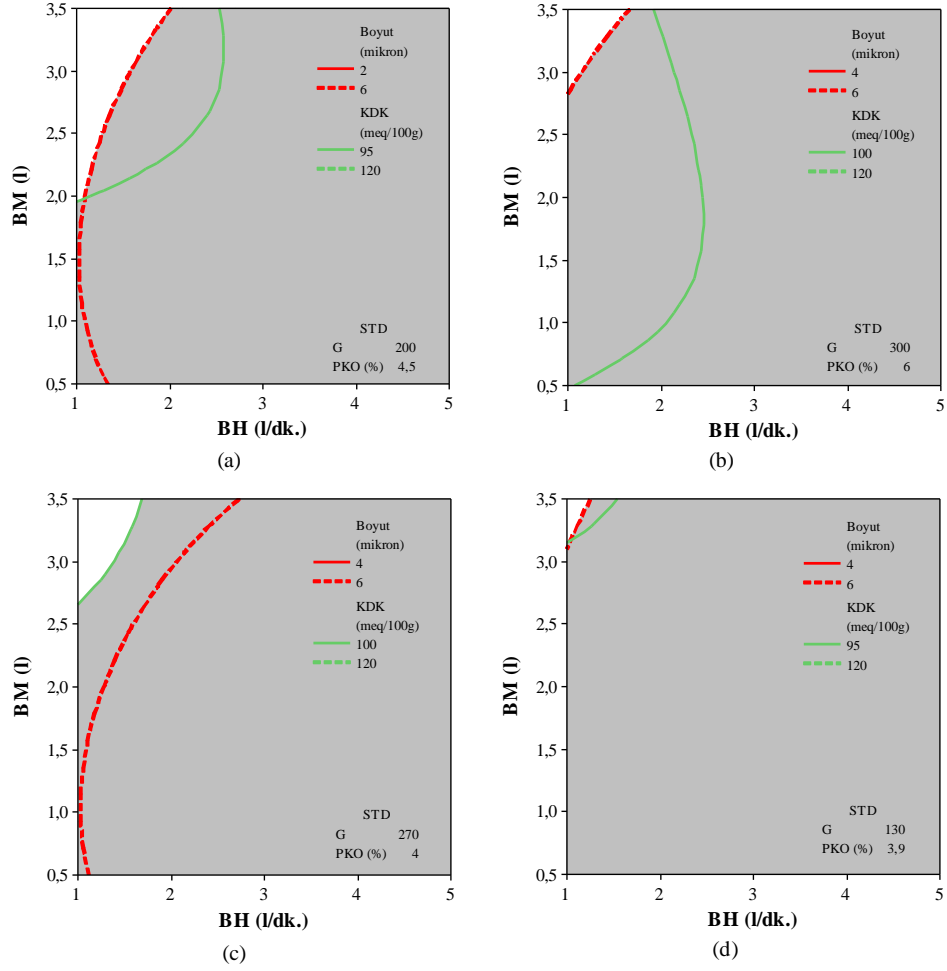 3,5
3,0
2,5
2,0
1,5
1,0
0,5
BM (l)
Boyut
(mikron)
2
6
KDK
(meq/100g)
95
120
STD
G 200
PKO (%) 4,5
1 2 3 4 5
BH (l/dk.)
(a)
3,5
3,0
2,5
2,0
1,5
1,0
0,5
BM (l)
Boyut
(mikron)
4
6
KDK
(meq/100g)
100
120
STD
G 300
PKO (%) 6
1 2 3 4 5
BH (l/dk.)
(b)
3,5
3,0
2,5
2,0
1,5
1,0
0,5
BM (l)
Boyut
(mikron)
4
6
KDK
(meq/100g)
100
120
STD
G 270
PKO (%) 4
1 2 3 4 5
BH (l/dk.)
(c)
3,5
3,0
2,5
2,0
1,5
1,0
0,5
BM (l)
Boyut
(mikron)
4
6
KDK
(meq/100g)
95
120
STD
G 130
PKO (%) 3,9
1 2 3 4 5
BH (l/dk.)
(d)